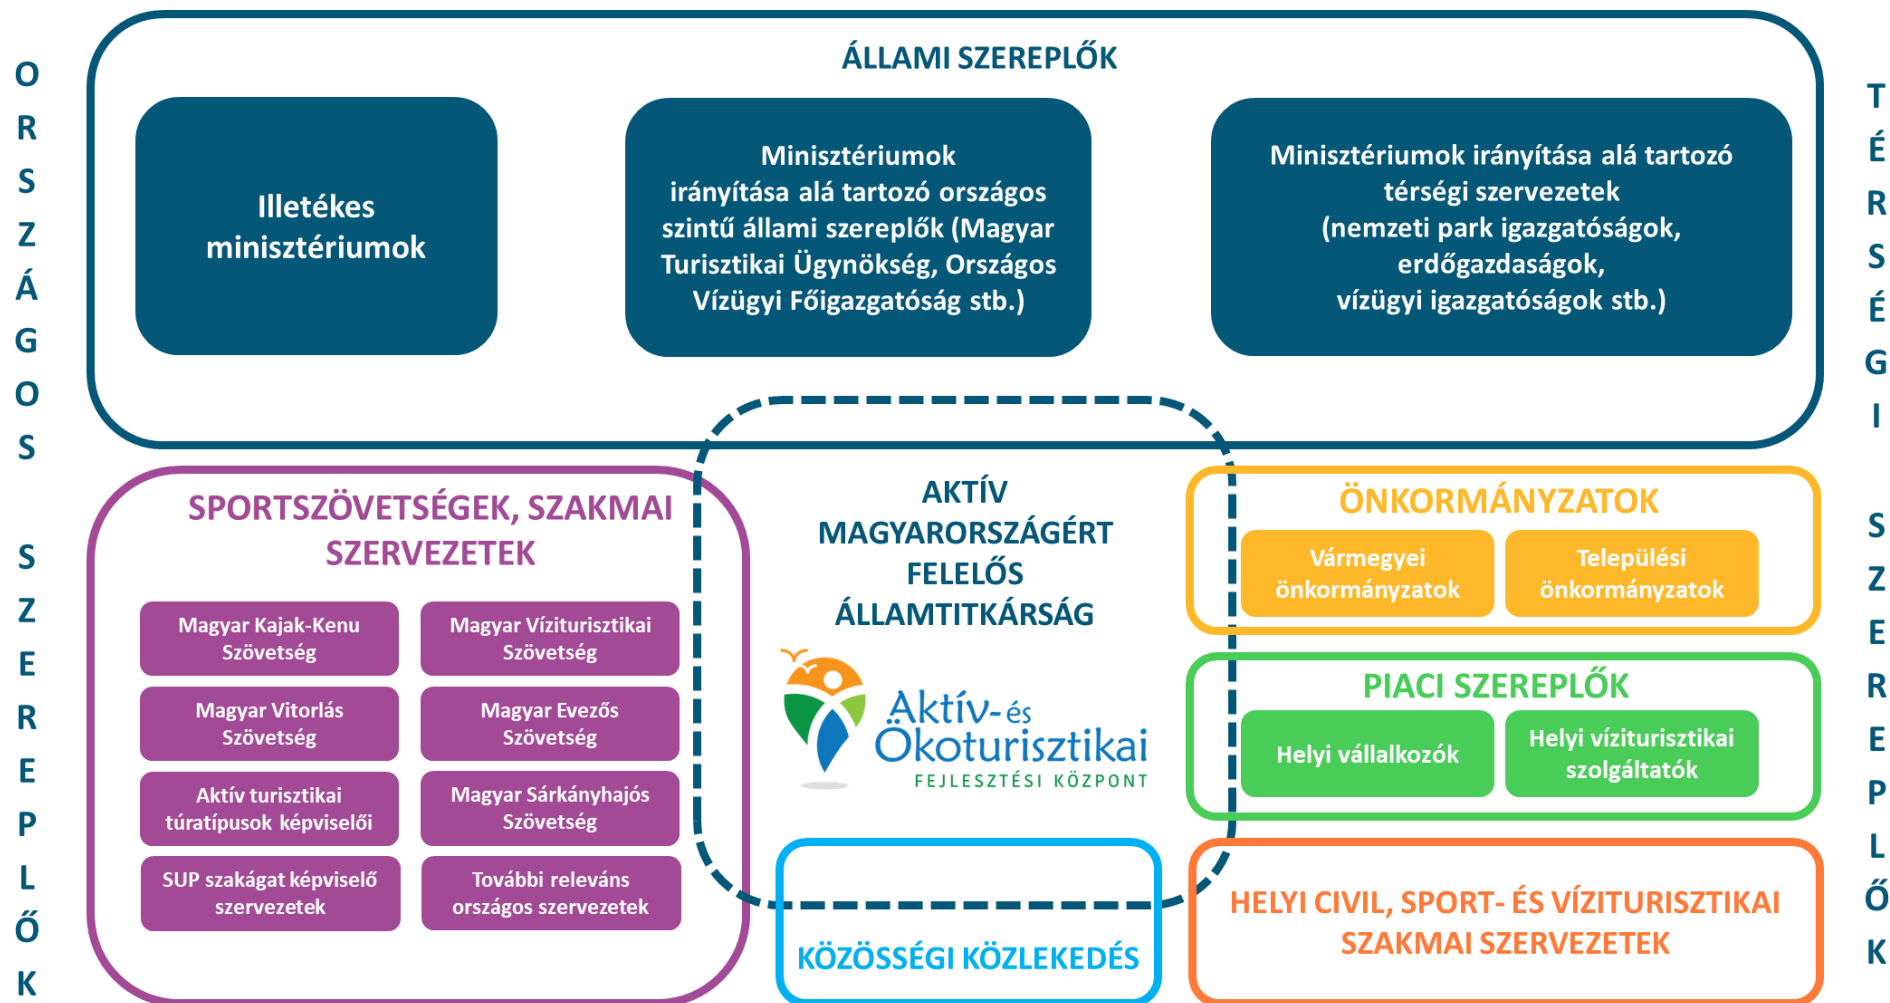 ORSZÁGOS SZEREPLŐK
ÁLLAMI SZEREPLŐK
Illetékes
minisztériumok
Minisztériumok
irányítása alá tartozó országos
szintű állami szereplők (Magyar
Turisztikai Ügynökség, Országos
Vízügyi Főigazgatóság stb.)
Minisztériumok irányítása alá tartozó
térségi szervezetek
(nemzeti park igazgatóságok,
erdőgazdaságok,
vízügyi igazgatóságok stb.)
SPORTSZÖVETSÉGEK, SZAKMAI
SZERVEZETEK
Magyar Kajak-Kenu
Szövetség
Magyar Víziturisztikai
Szövetség
Magyar Vitorlás
Szövetség
Magyar Evezős
Szövetség
Aktív turisztikai
túratípusok képviselői
Magyar Sárkányhajós
Szövetség
SUP szakágat képviselő
szervezetek
További releváns
országos szervezetek
AKTÍV
MAGYARORSZÁGÉRT
FELELŐS
ÁLLAMTITKÁRSÁG
Aktív- és
Ökoturisztikai
FEJLESZTÉSI KÖZPONT
KÖZÖSSÉGI KÖZLEKEDÉS
ÖNKORMÁNYZATOK
Vármegyei
önkormányzatok
Települési
önkormányzatok
PIACI SZEREPLŐK
Helyi vállalkozók
Helyi víziturisztikai
szolgáltatók
HELYI CIVIL, SPORT- ÉS VÍZITURISZTIKAI
SZAKMAI SZERVEZETEK
TÉRSÉGI SZEREPLŐK